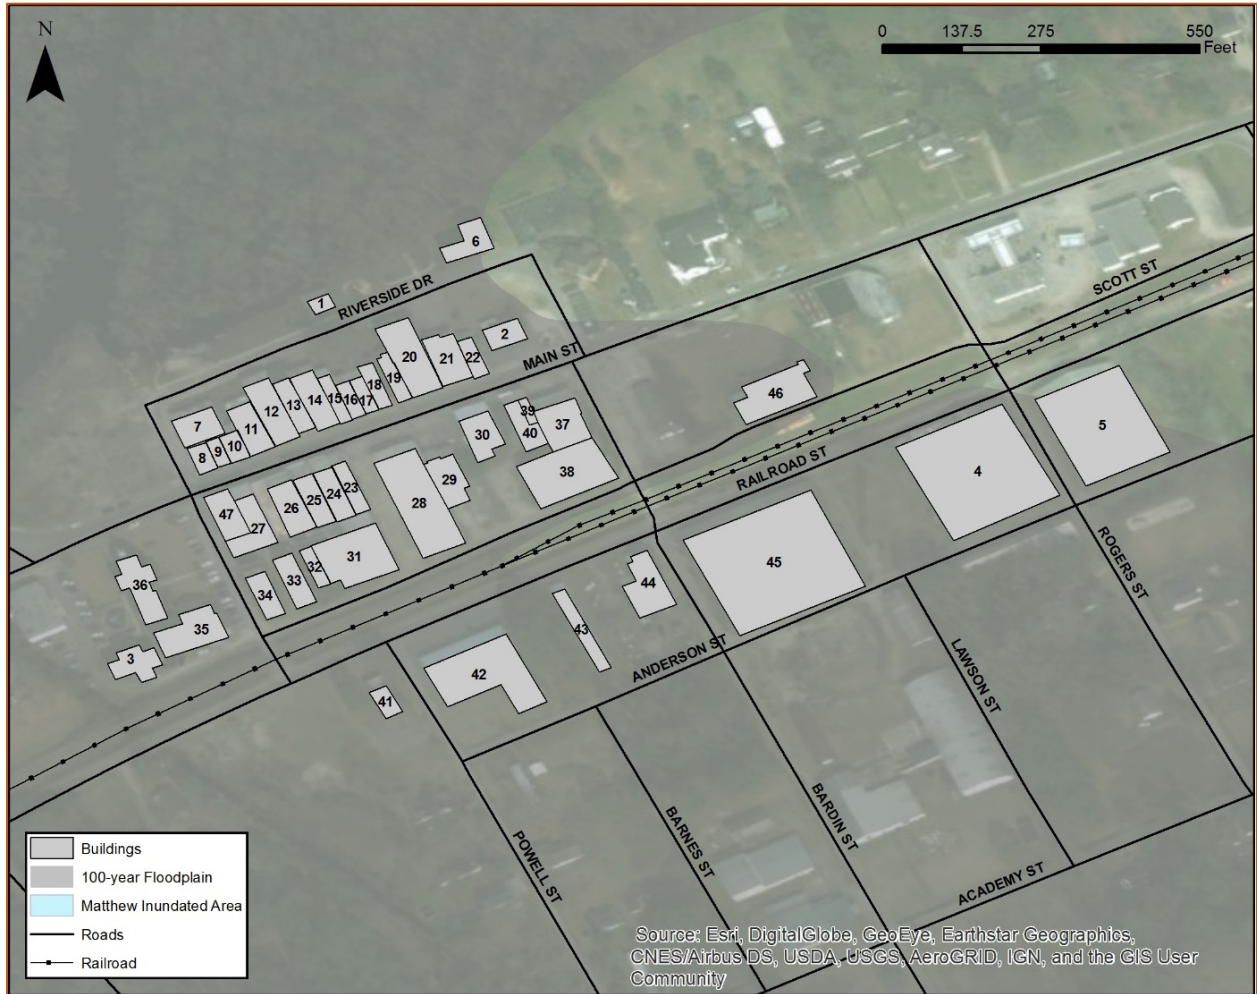 N
0 137.5 275 550
Feet
SCOTT ST
6
1
RIVERSIDE DR
2
MAIN ST
20
21
22
19
18
17
16
15
14
13
12
11
10
9
8
7
46
39
37
40
30
38
5
4
RAILROAD ST
29
28
23
24
25
26
47
27
31
32
33
34
36
35
3
45
44
43
42
41
ROGERS ST
ANDERSON ST
LAWSON ST
BARDIN ST
BARNES ST
POWELL ST
ACADEMY ST
Buildings
100-year Floodplain
Matthew Inundated Area
Roads
Railroad
Source: Esri, DigitalGlobe, GeoEye, Earthstar Geographics,
CNES/Airbus DS, USDA, USGS, AeroGRID, IGN, and the GIS User
Community